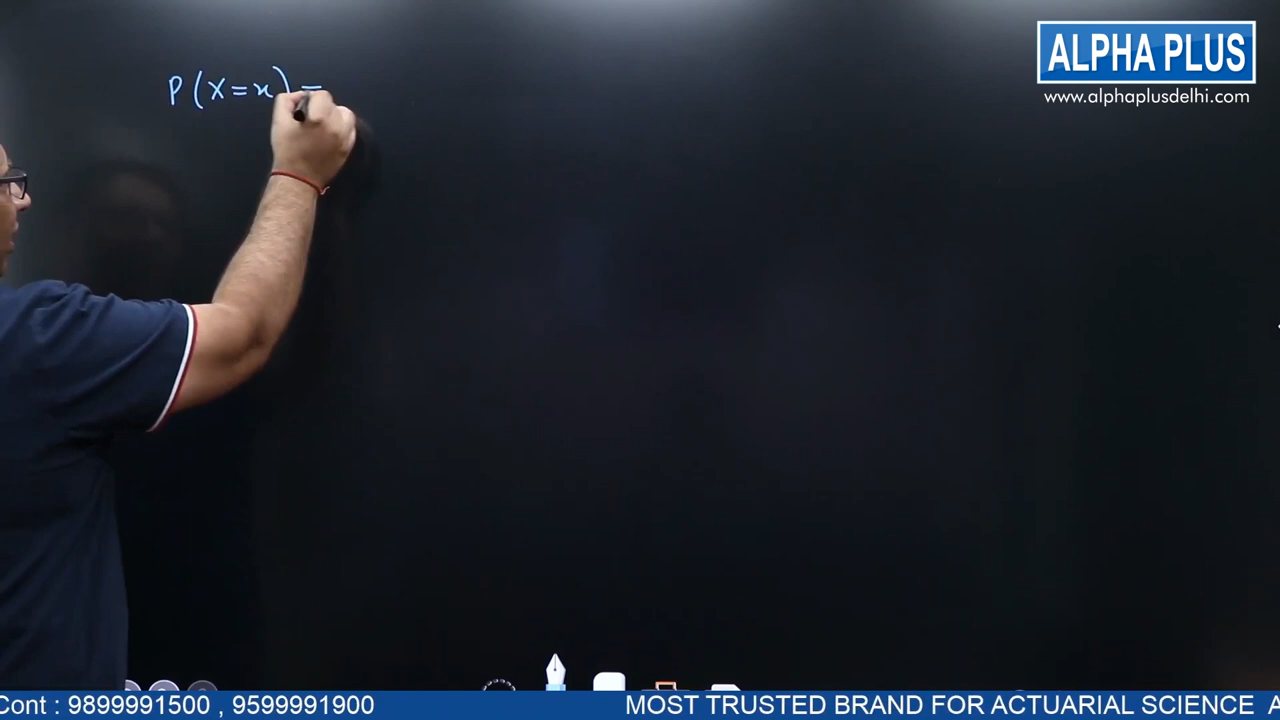 P(X=x) =
ALPHA PLUS
www.alphaplusdelhi.com
Cont : 9899991500 , 9599991900
MOST TRUSTED BRAND FOR ACTUARIAL SCIENCE A